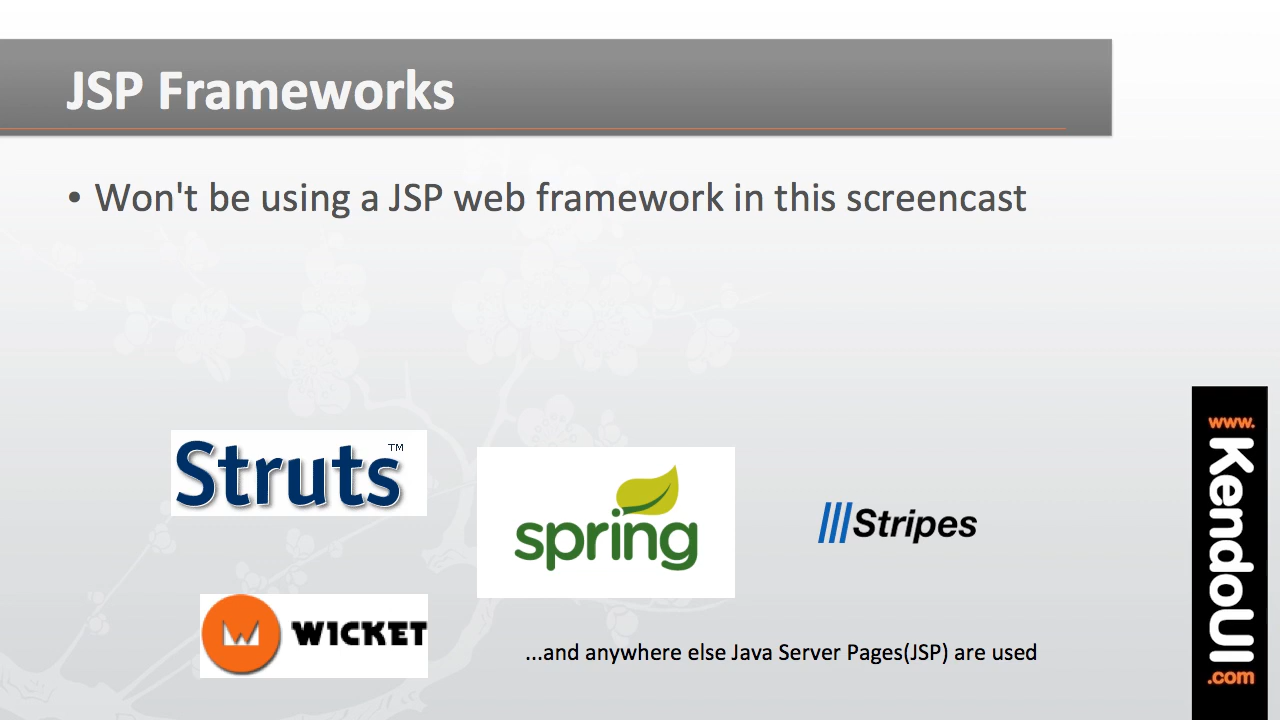 JSP Frameworks
• Won't be using a JSP web framework in this screencast
Struts™
spring
Stripes
WICKET
...and anywhere else Java Server Pages(JSP) are used
www.
KendoUI
.com